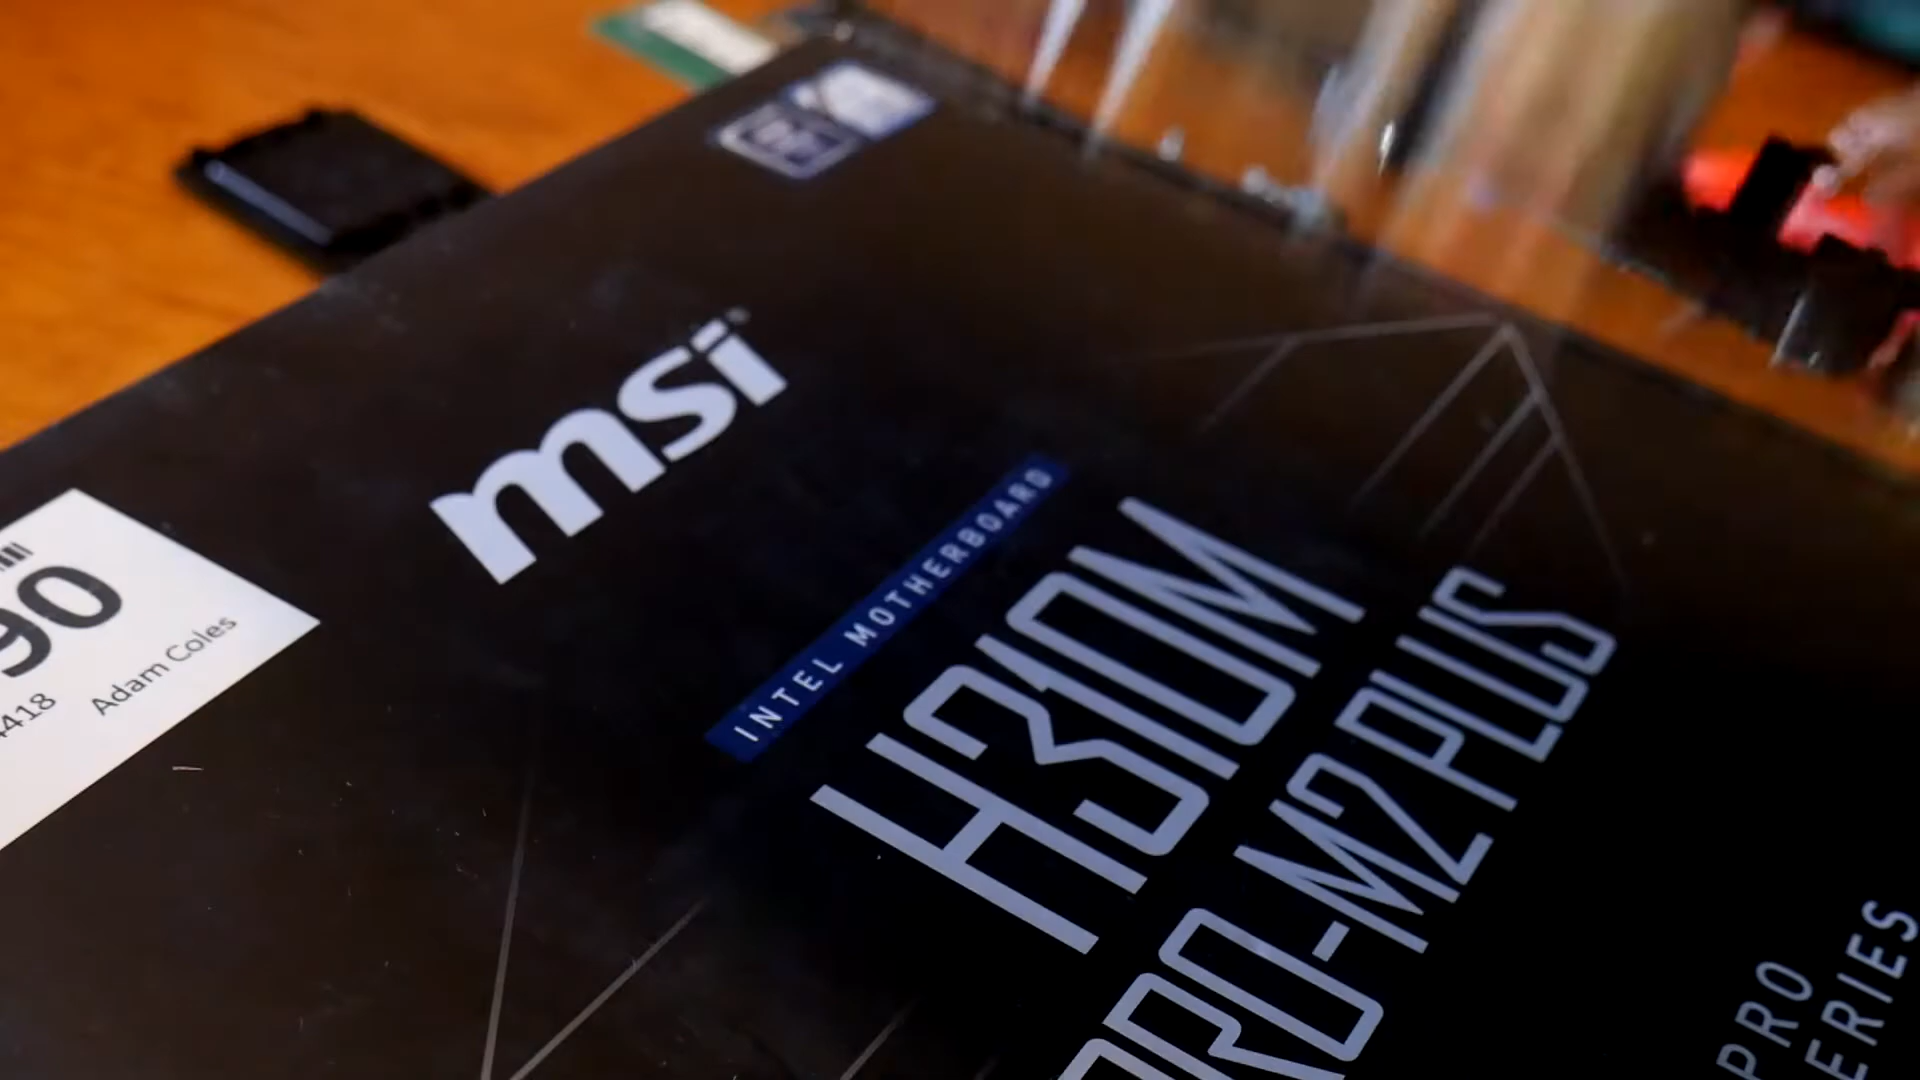 msi
INTEL MOTHERBOARD
H310M
PRO-M2 PLUS
PRO
SERIES
90
418
Adam Coles